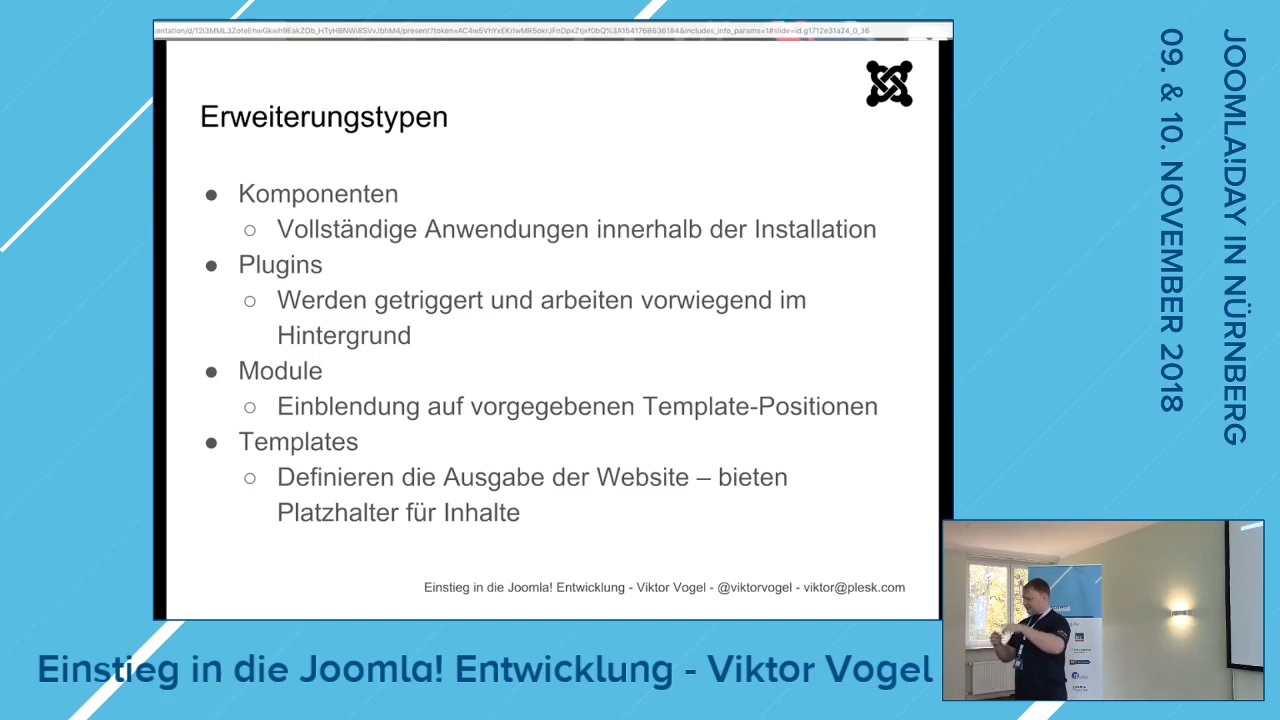 Erweiterungstypen
● Komponenten
○ Vollständige Anwendungen innerhalb der Installation
● Plugins
○ Werden getriggert und arbeiten vorwiegend im
Hintergrund
● Module
○ Einblendung auf vorgegebenen Template-Positionen
● Templates
○ Definieren die Ausgabe der Website – bieten
Platzhalter für Inhalte
Einstieg in die Joomla! Entwicklung - Viktor Vogel - @viktorvogel - viktor@plesk.com
JOOMLA!DAY IN NÜRNBERG
09. & 10. NOVEMBER 2018
Einstieg in die Joomla! Entwicklung - Viktor Vogel